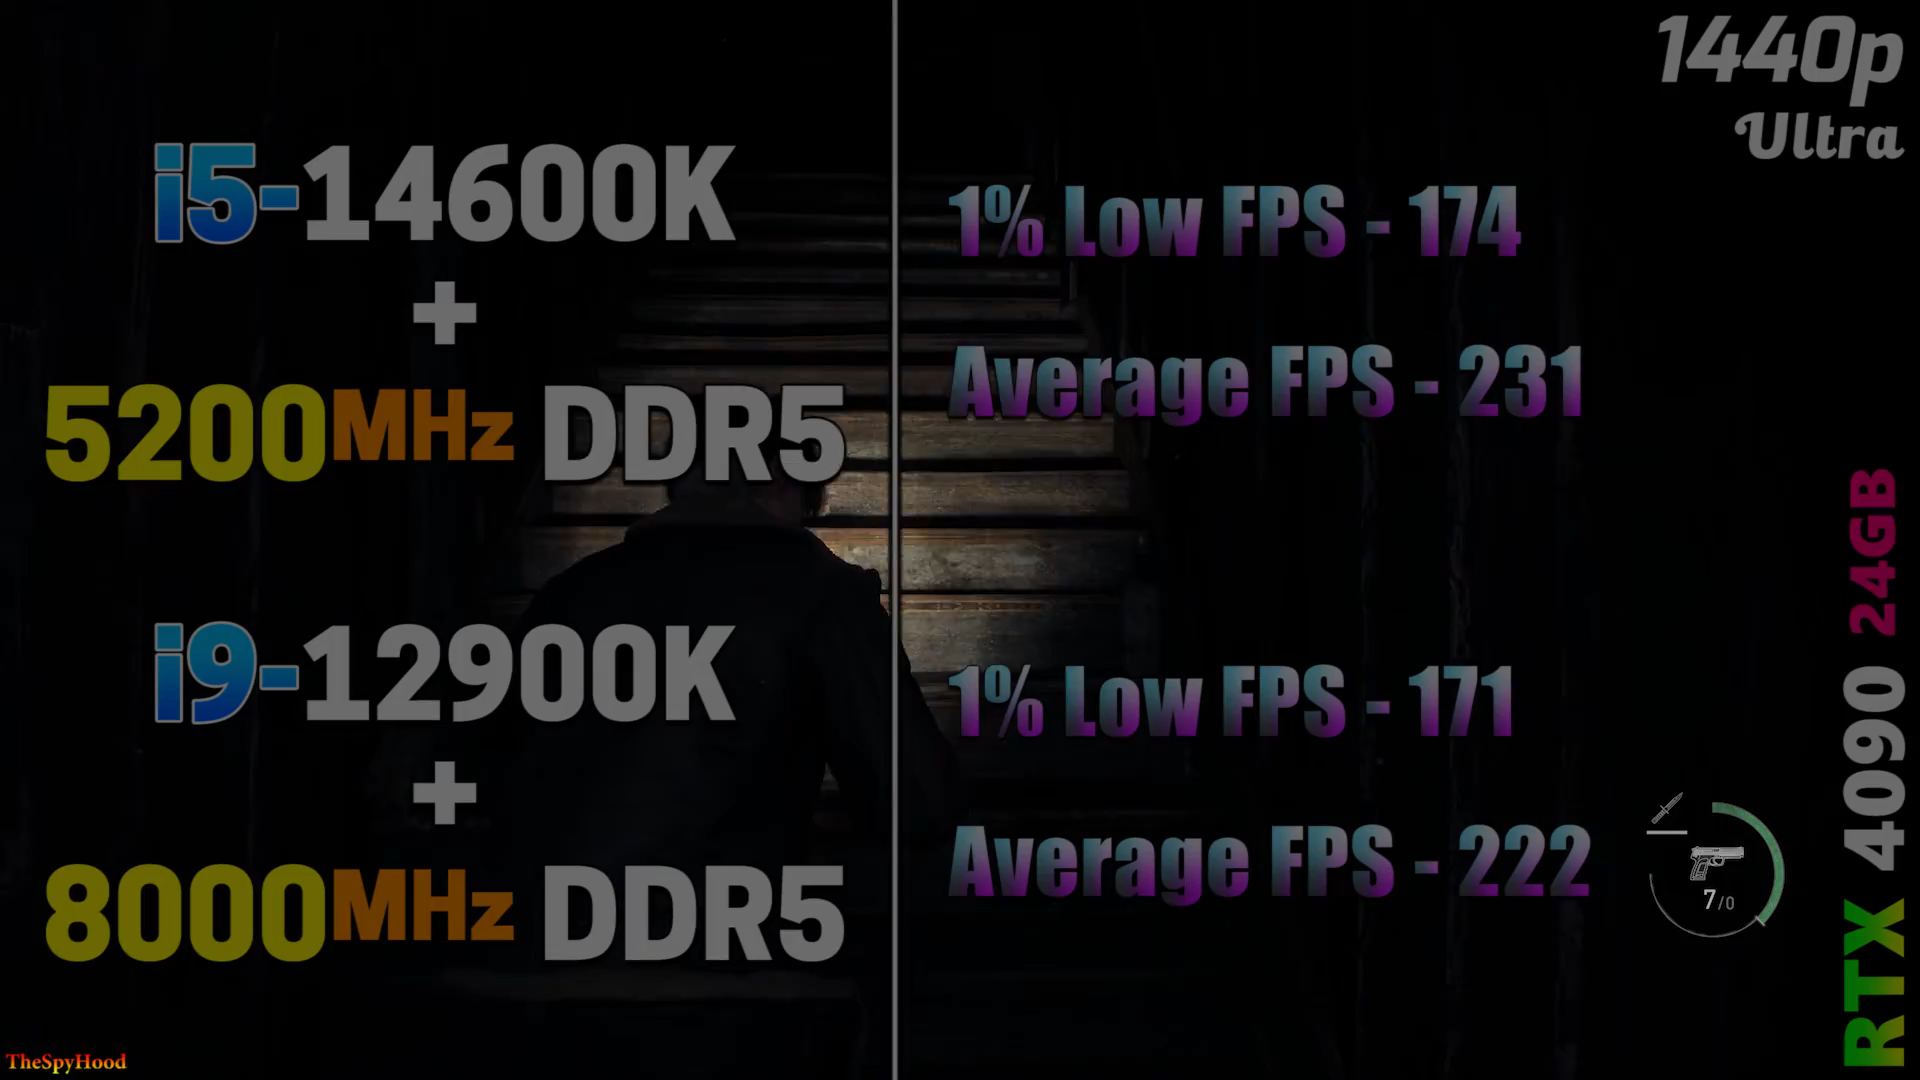 1440p
Ultra
i5-14600K
+
5200MHz DDR5
1% Low FPS - 174
Average FPS - 231
i9-12900K
+
8000MHz DDR5
1% Low FPS - 171
Average FPS - 222
7/0
RTX 4090 24GB
TheSpyHood